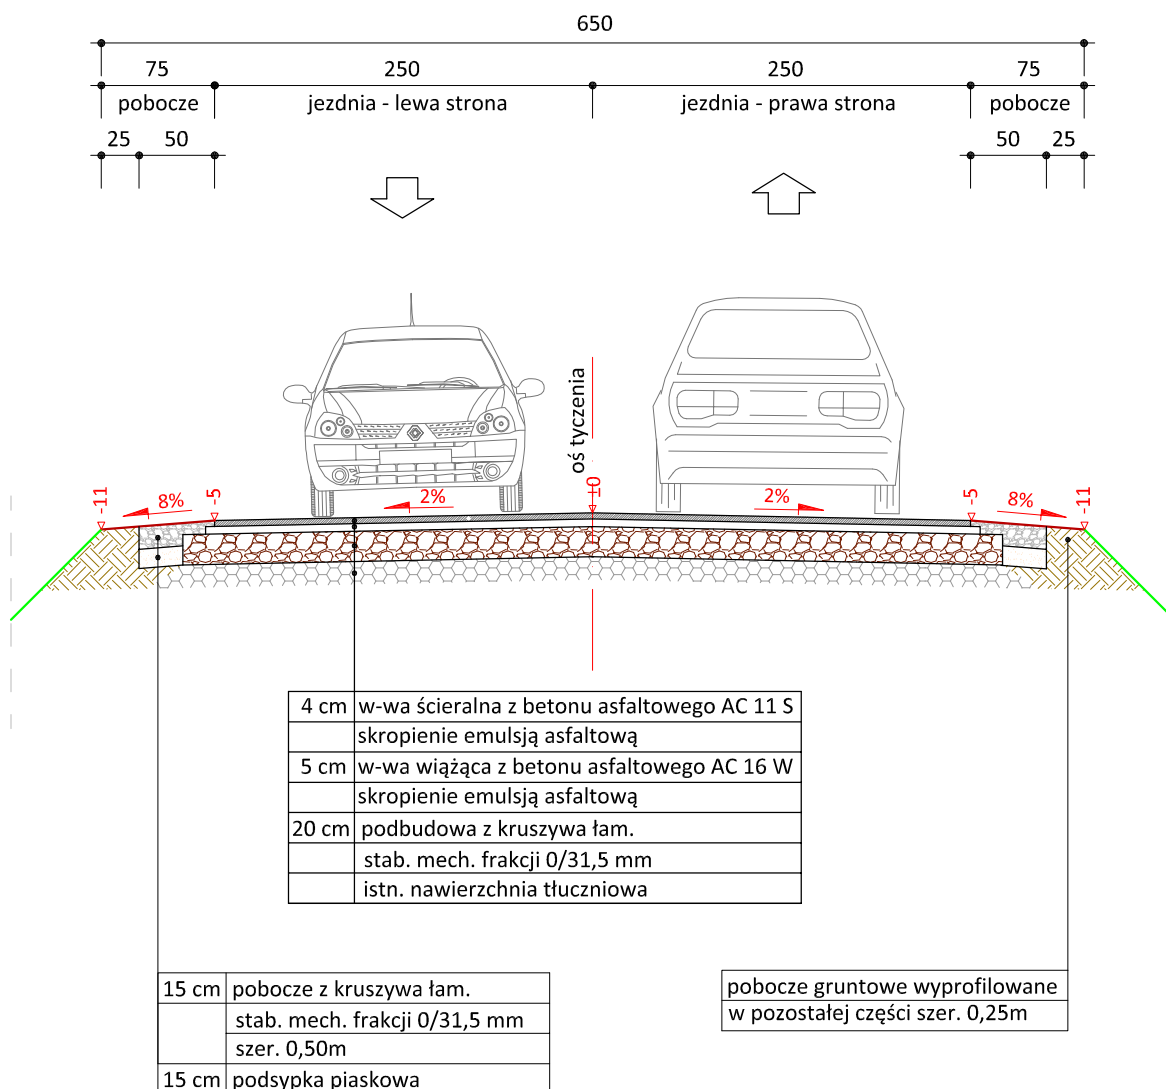 650
75 250 250 75
pobocze jezdnia - lewa strona jezdnia - prawa strona pobocze
25 50 50 25
oś tyczenia
-11 8% -5 2% ±0 2% -5 8% -11
4 cm w-wa ścieralna z betonu asfaltowego AC 11 S
skropienie emulsją asfaltową
5 cm w-wa wiążąca z betonu asfaltowego AC 16 W
skropienie emulsją asfaltową
20 cm podbudowa z kruszywa łam.
stab. mech. frakcji 0/31,5 mm
istn. nawierzchnia tłuczniowa
15 cm pobocze z kruszywa łam.
stab. mech. frakcji 0/31,5 mm
szer. 0,50m
15 cm podsypka piaskowa
pobocze gruntowe wyprofilowane
w pozostałej części szer. 0,25m